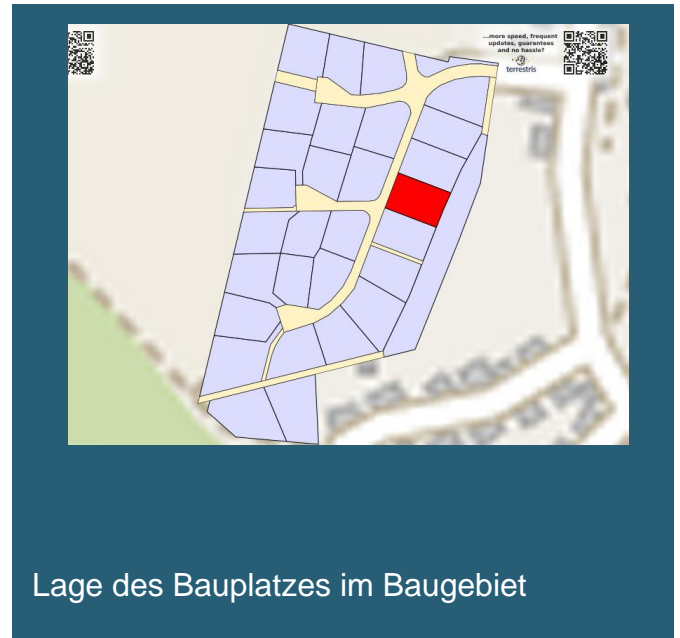 ...more speed, frequent
updates, guarantees
and no hassle?
terrestris
Lage des Bauplatzes im Baugebiet